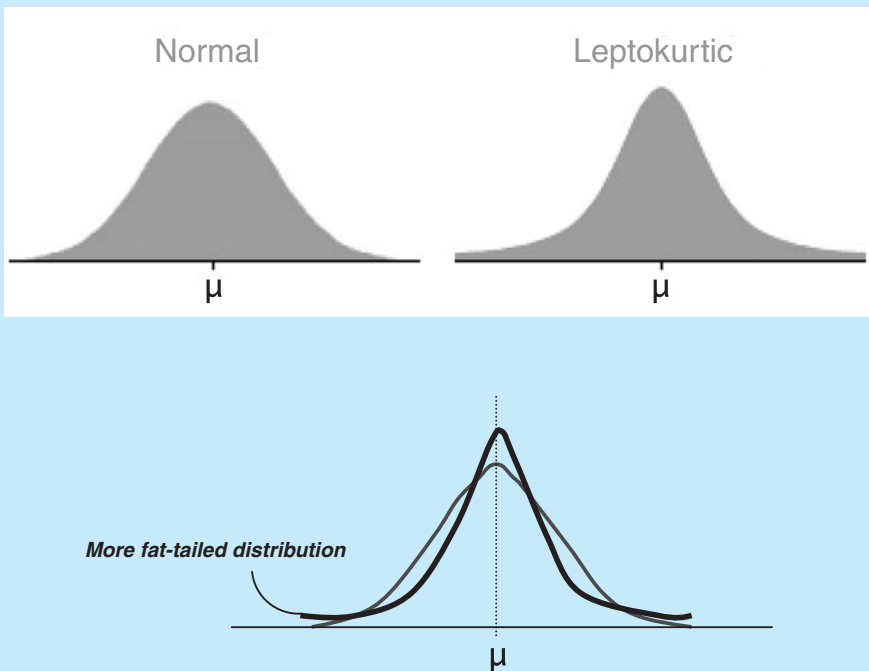 Normal
Leptokurtic
μ
μ
More fat-tailed distribution
μ